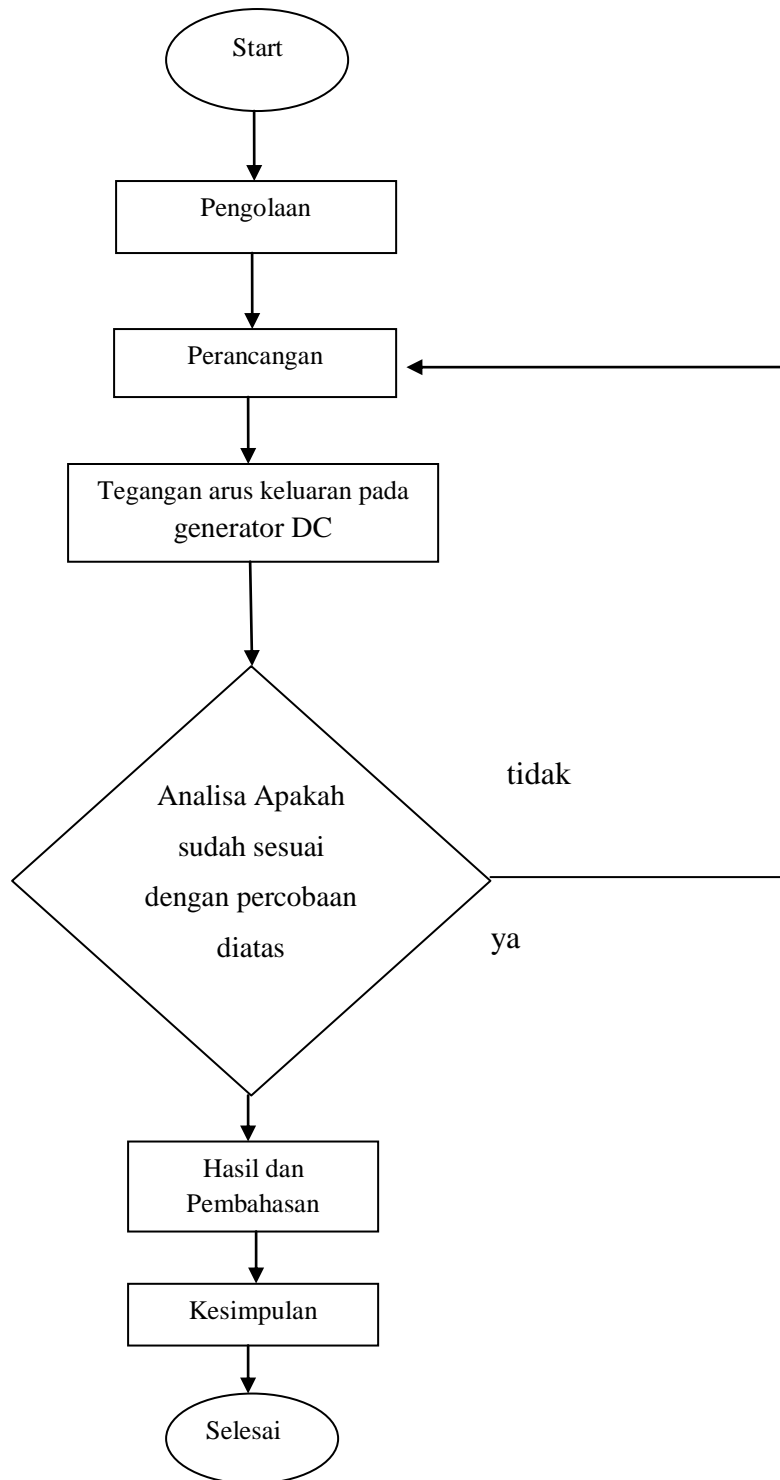 Start
Pengolaan
Perancangan
Tegangan arus keluaran pada
generator DC
tidak
Analisa Apakah
sudah sesuai
dengan percobaan
diatas
ya
Hasil dan
Pembahasan
Kesimpulan
Selesai